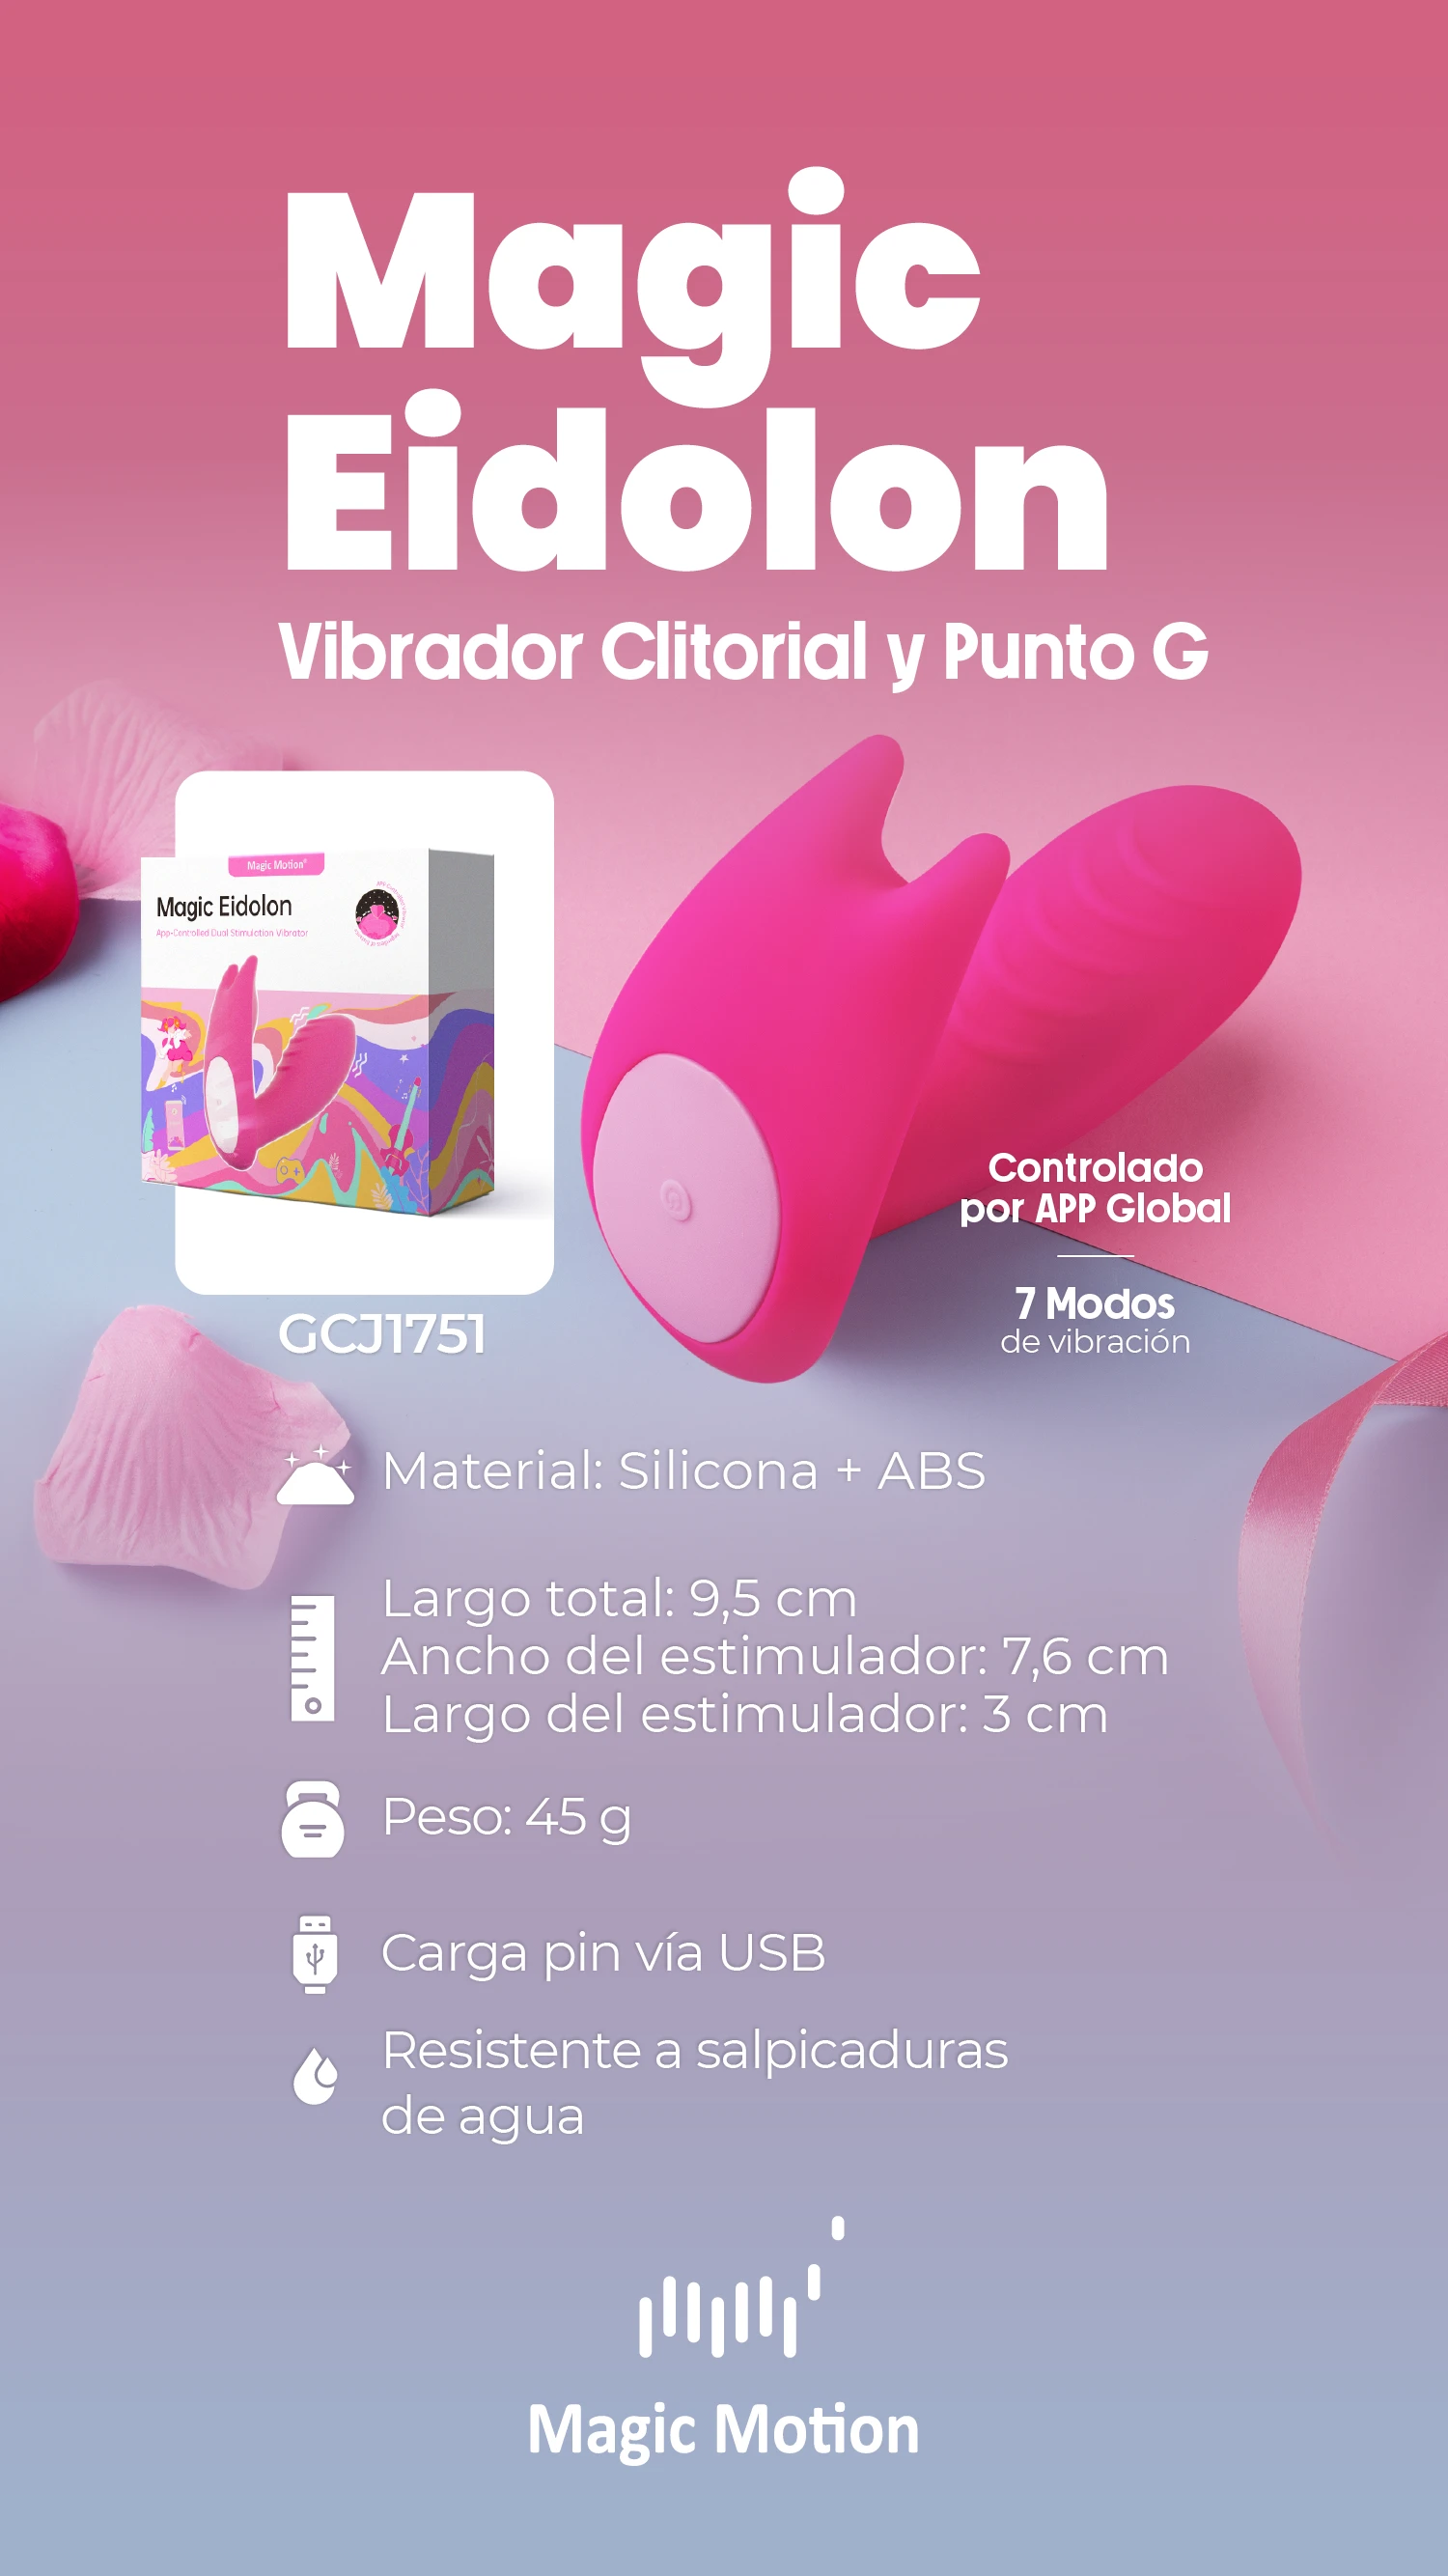 Magic
Eidolon
Vibrador Clitorial y Punto G
Magic Motion®
Magic Eidolon
App-Controlled Dual Stimulation Vibrator
GCJ1751
Controlado
por APP Global
7 Modos
de vibración
Material: Silicona + ABS
Largo total: 9,5 cm
Ancho del estimulador: 7,6 cm
Largo del estimulador: 3 cm
Peso: 45 g
Carga pin vía USB
Resistente a salpicaduras
de agua
Magic Motion